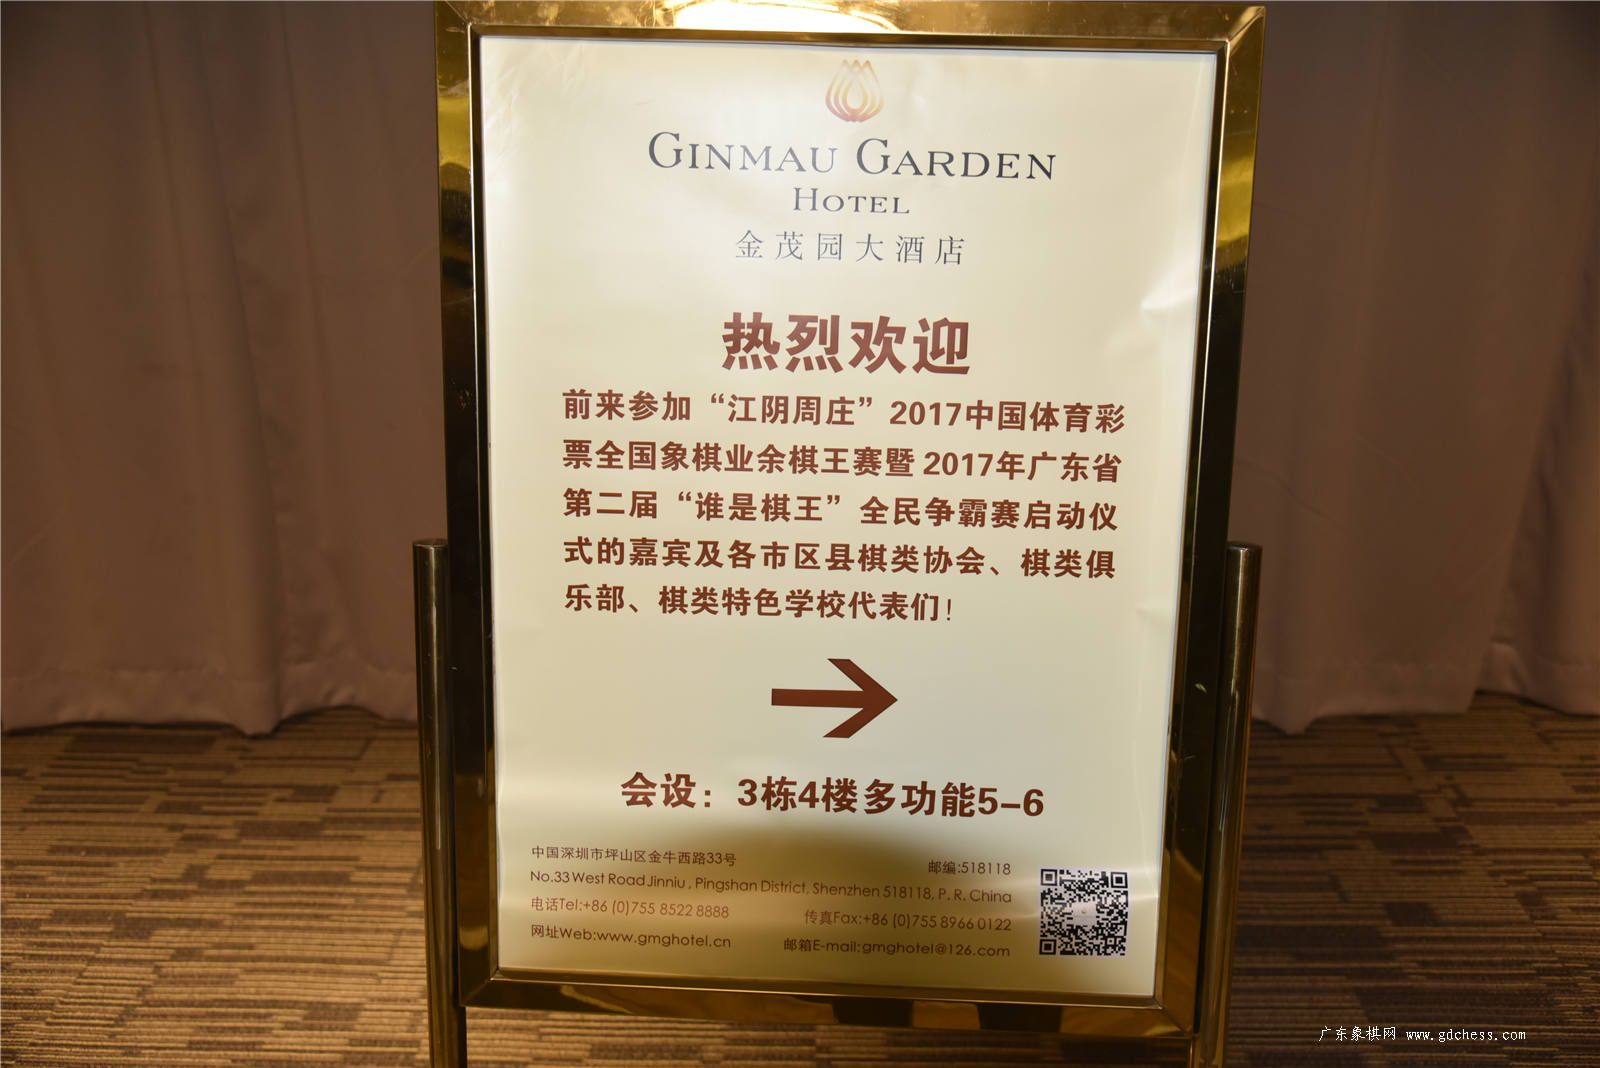 GINMAU GARDEN
HOTEL
金茂园大酒店
热烈欢迎
前来参加“江阴周庄”2017中国体育彩
票全国象棋业余棋王赛暨 2017年广东省
第二届“谁是棋王”全民争霸赛启动仪
式的嘉宾及各市区县棋类协会、棋类俱
乐部、棋类特色学校代表们!
会设：3栋4楼多功能5-6
中国深圳市坪山区金牛西路33号 邮编:518118
No.33 West Road Jinniu , Pingshan District, Shenzhen 518118, P. R. China
电话Tel:+86 (0)755 8522 8888 传真Fax:+86 (0)755 8966 0122
网址Web:www.gmghotel.cn 邮箱E-mail:gmghotel@126.com
广东象棋网 www.gdchess.com